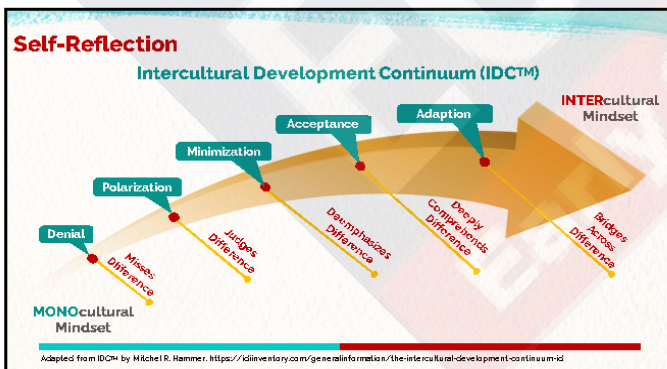 Self-Reflection
Intercultural Development Continuum (IDC™)
INTERcultural
Mindset
Adaption
Acceptance
Minimization
Polarization
Denial
Misses
Difference
Judges
Difference
Deemphasizes
Difference
Deeply
Comprehends
Difference
Bridges
Across
Difference
MONOcultural
Mindset
Adapted from IDC™ by Mitchel R. Hammer. https://idiinventory.com/generalinformation/the-intercultural-development-continuum-id